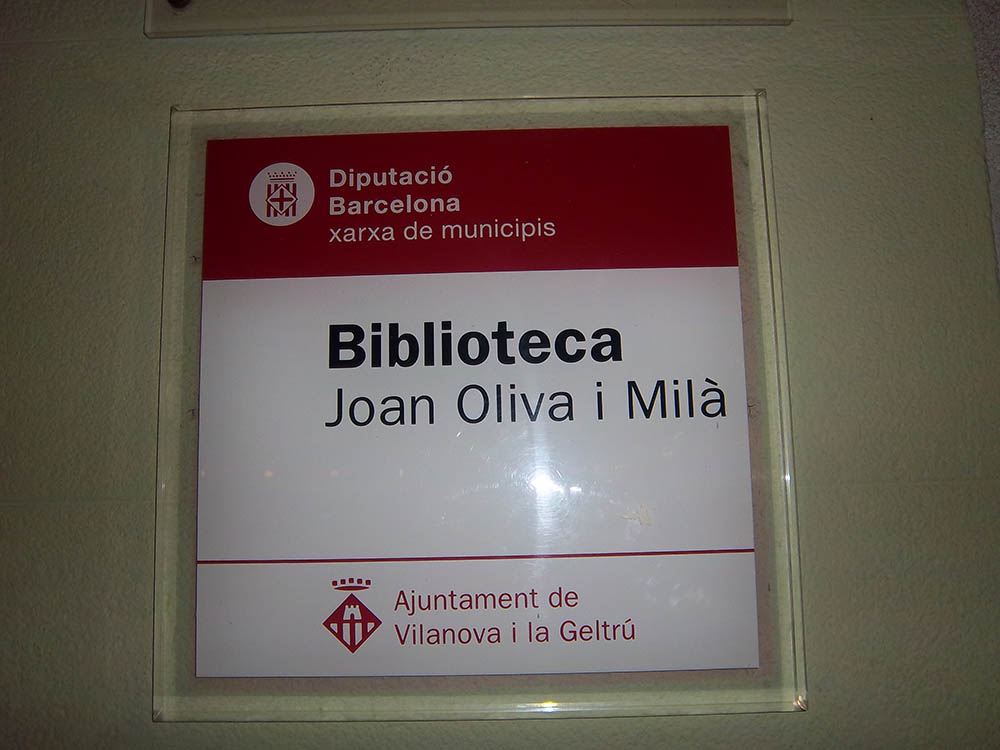 Diputació
Barcelona
xarxa de municipis
Biblioteca
Joan Oliva i Milà
Ajuntament de
Vilanova i la Geltrú